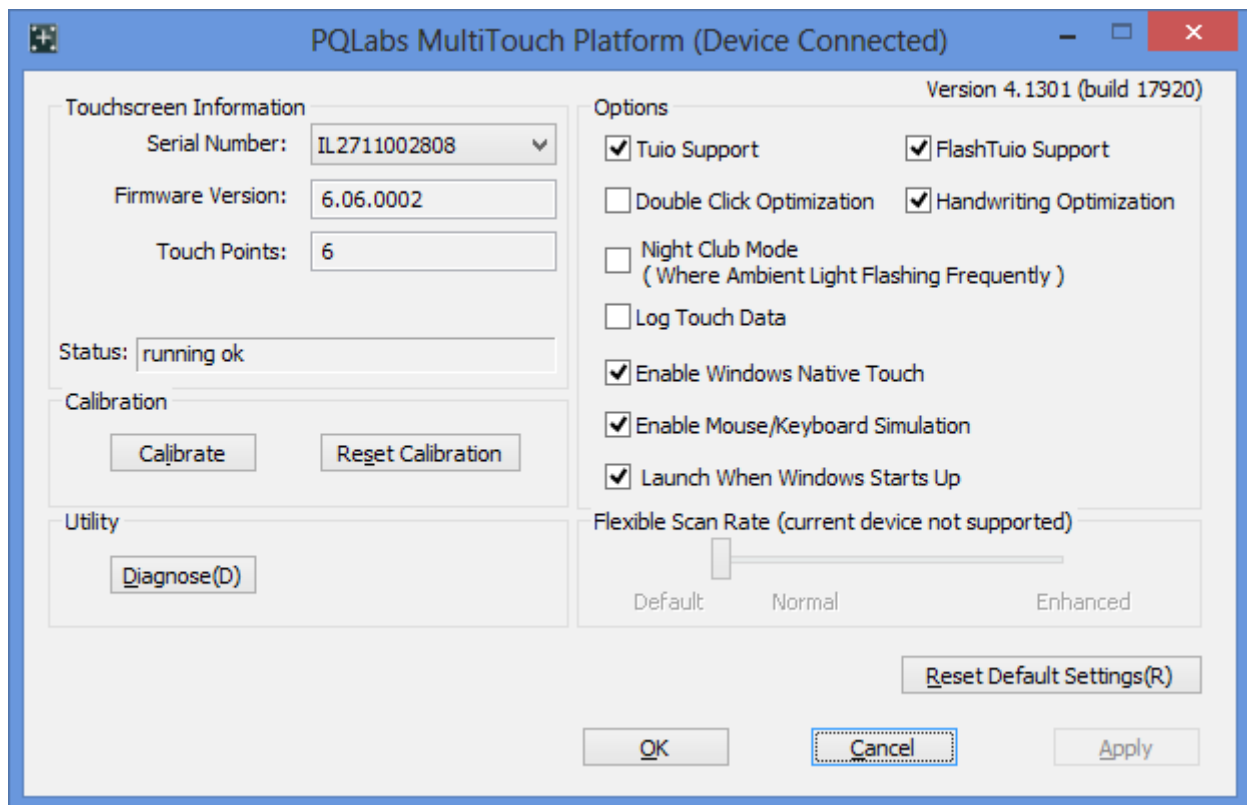 PQLabs MultiTouch Platform (Device Connected)
Version 4.1301 (build 17920)
Touchscreen Information
Serial Number: IL2711002808
Firmware Version: 6.06.0002
Touch Points: 6
Status: running ok
Calibration
Calibrate Reset Calibration
Utility
Diagnose(D)
Options
Tuio Support FlashTuio Support
Double Click Optimization Handwriting Optimization
Night Club Mode
( Where Ambient Light Flashing Frequently )
Log Touch Data
Enable Windows Native Touch
Enable Mouse/Keyboard Simulation
Launch When Windows Starts Up
Flexible Scan Rate (current device not supported)
Default Normal Enhanced
Reset Default Settings(R)
OK Cancel Apply